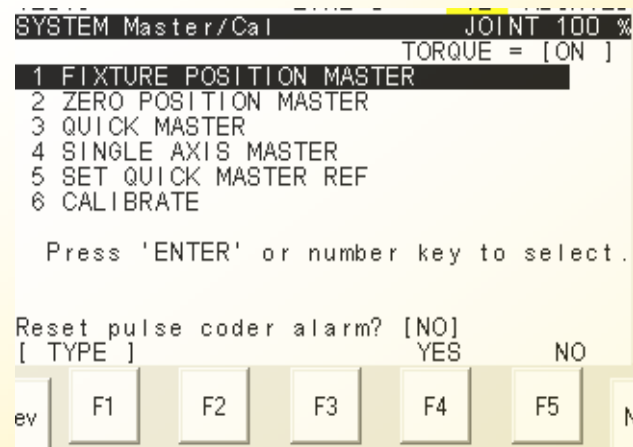 SYSTEM Master/Cal JOINT 100 %
TORQUE = [ON ]
1 FIXTURE POSITION MASTER
2 ZERO POSITION MASTER
3 QUICK MASTER
4 SINGLE AXIS MASTER
5 SET QUICK MASTER REF
6 CALIBRATE
Press 'ENTER' or number key to select.
Reset pulse coder alarm? [NO]
[ TYPE ] YES NO
ev F1 F2 F3 F4 F5